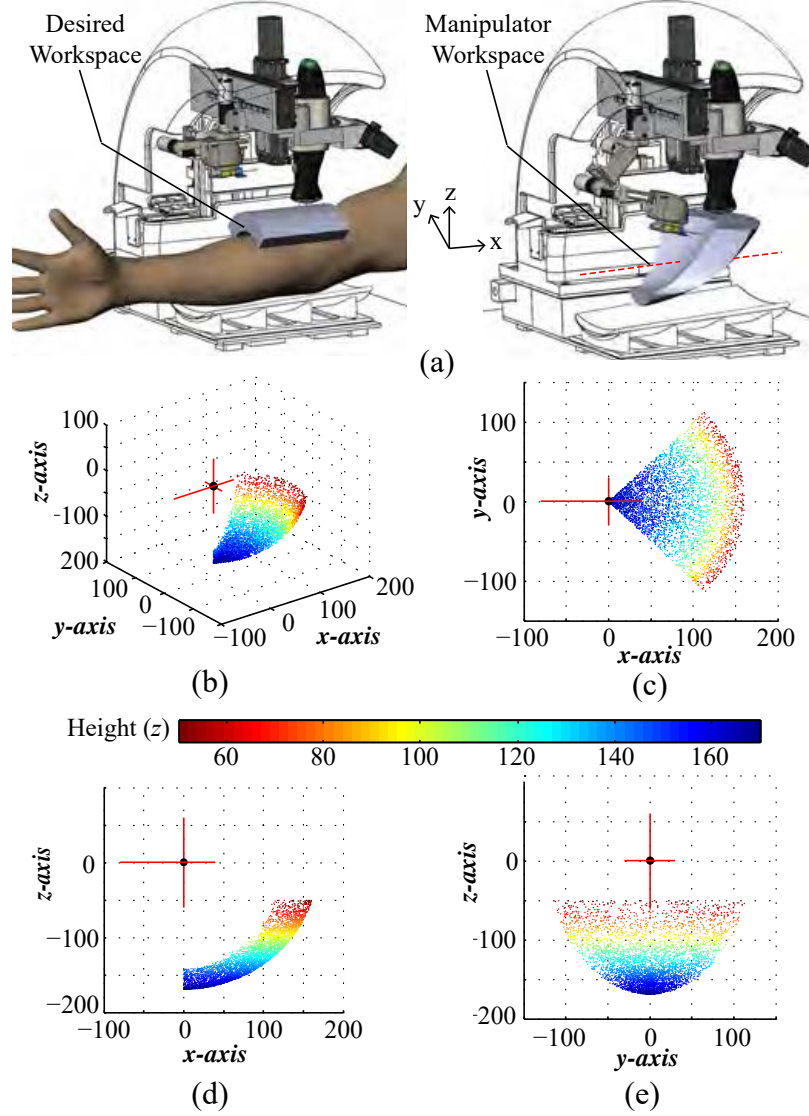 Desired
Workspace
Manipulator
Workspace
z
y
x
(a)
100
0
−100
200
z-axis
100
0
−100
y-axis
−100
0
100
200
x-axis
(b)
100
0
−100
y-axis
−100
0
100
200
x-axis
(c)
Height (z)
60
80
100
120
140
160
0
−100
−200
z-axis
−100
0
100
200
x-axis
(d)
0
−100
−200
z-axis
−100
0
100
y-axis
(e)